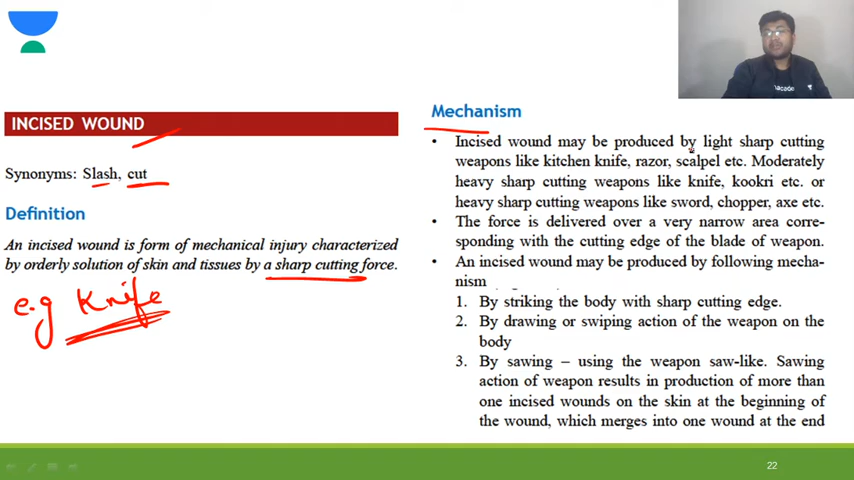 INCISED WOUND
Synonyms: Slash, cut
Definition
An incised wound is form of mechanical injury characterized
by orderly solution of skin and tissues by a sharp cutting force.
e.g Knife
Mechanism
• Incised wound may be produced by light sharp cutting
weapons like kitchen knife, razor, scalpel etc. Moderately
heavy sharp cutting weapons like knife, kookri etc. or
heavy sharp cutting weapons like sword, chopper, axe etc.
• The force is delivered over a very narrow area corre-
sponding with the cutting edge of the blade of weapon.
• An incised wound may be produced by following mecha-
nism
1. By striking the body with sharp cutting edge.
2. By drawing or swiping action of the weapon on the
body
3. By sawing – using the weapon saw-like. Sawing
action of weapon results in production of more than
one incised wounds on the skin at the beginning of
the wound, which merges into one wound at the end
22